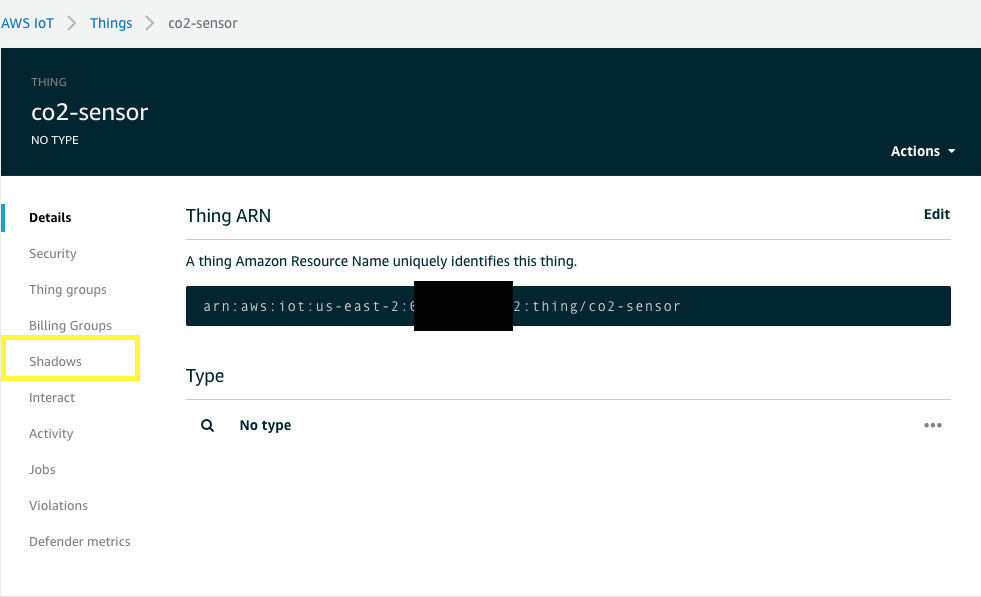 AWS IoT > Things > co2-sensor
THING
co2-sensor
NO TYPE
Actions
Details
Security
Thing groups
Billing Groups
Shadows
Interact
Activity
Jobs
Violations
Defender metrics
Thing ARN
Edit
A thing Amazon Resource Name uniquely identifies this thing.
arn:aws:iot:us-east-2: 2:thing/co2-sensor
Type
No type